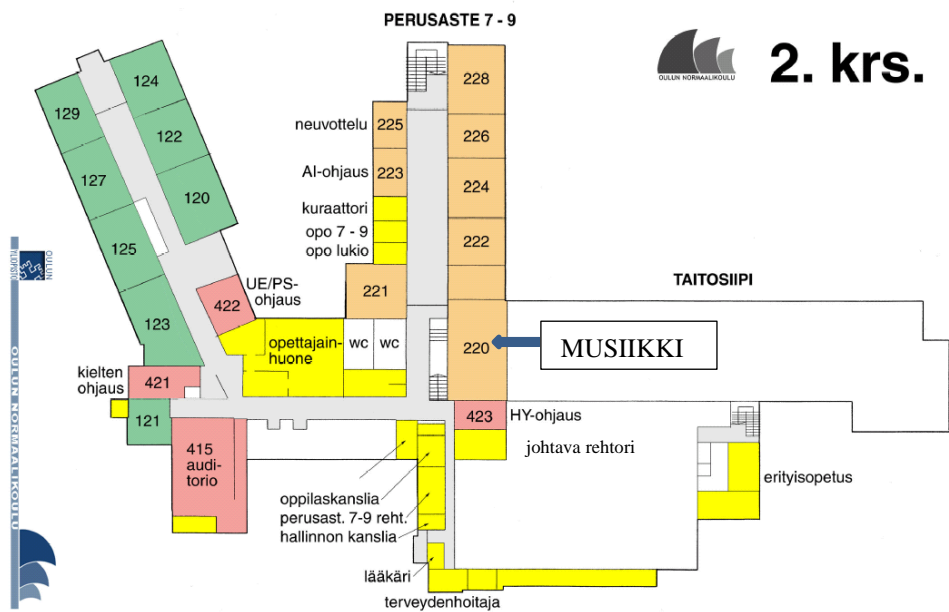 PERUSASTE 7 - 9
OULUN NORMAALIKOULU
2. krs.
124
129
122
127
120
125
123
228
225
neuvottelu
226
AI-ohjaus
223
224
kuraattori
opo 7 - 9
opo lukio
222
221
UE/PS-
ohjaus
422
TAITOSIIPI
opettajain-
huone
wc
wc
220
MUSIIKKI
kielten
ohjaus
421
121
415
audi-
torio
423
HY-ohjaus
johtava rehtori
erityisopetus
oppilaskanslia
perusast. 7-9 reht.
hallinnon kanslia
lääkäri
terveydenhoitaja
OULUN
YLIOPISTO
OULUN NORMAALIKOULU